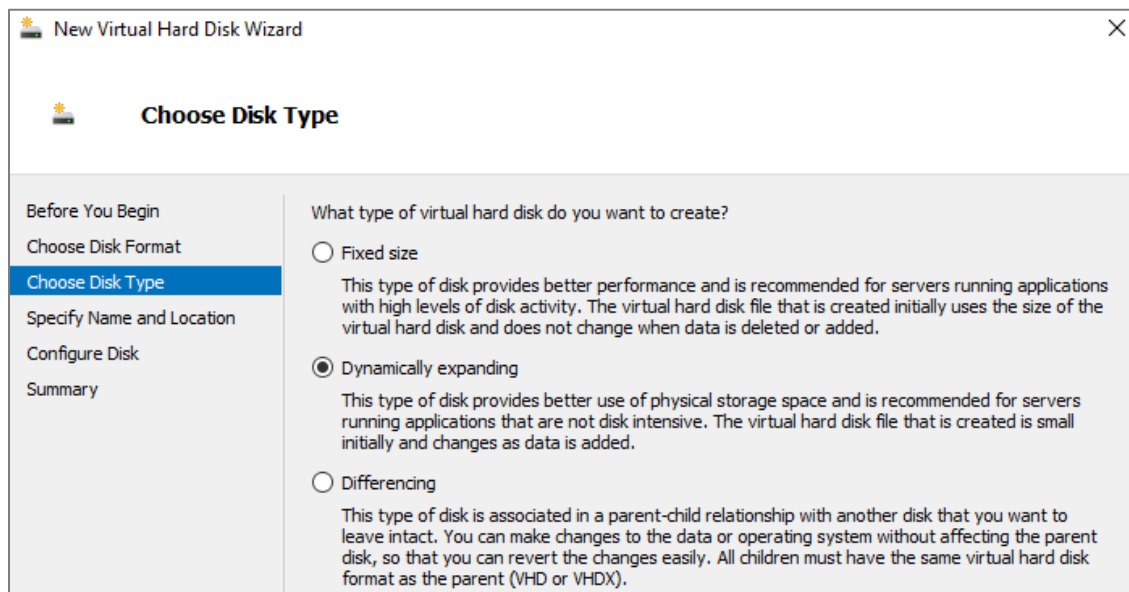 New Virtual Hard Disk Wizard
Choose Disk Type
Before You Begin
Choose Disk Format
Choose Disk Type
Specify Name and Location
Configure Disk
Summary
What type of virtual hard disk do you want to create?
Fixed size
This type of disk provides better performance and is recommended for servers running applications
with high levels of disk activity. The virtual hard disk file that is created initially uses the size of the
virtual hard disk and does not change when data is deleted or added.
Dynamically expanding
This type of disk provides better use of physical storage space and is recommended for servers
running applications that are not disk intensive. The virtual hard disk file that is created is small
initially and changes as data is added.
Differencing
This type of disk is associated in a parent-child relationship with another disk that you want to
leave intact. You can make changes to the data or operating system without affecting the parent
disk, so that you can revert the changes easily. All children must have the same virtual hard disk
format as the parent (VHD or VHDX).